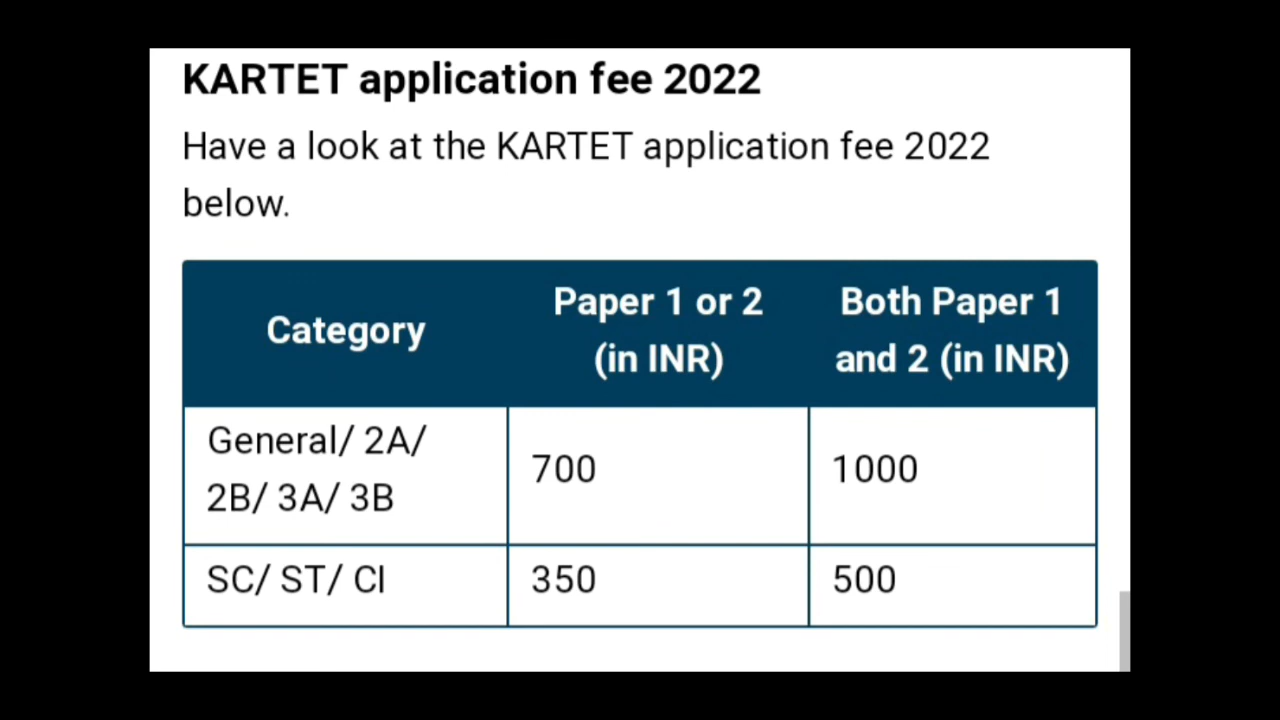 KARTET application fee 2022
Have a look at the KARTET application fee 2022
below.
Category
Paper 1 or 2
(in INR)
Both Paper 1
and 2 (in INR)
General/ 2A/
2B/ 3A/ 3B
700
1000
SC/ ST/ CI
350
500